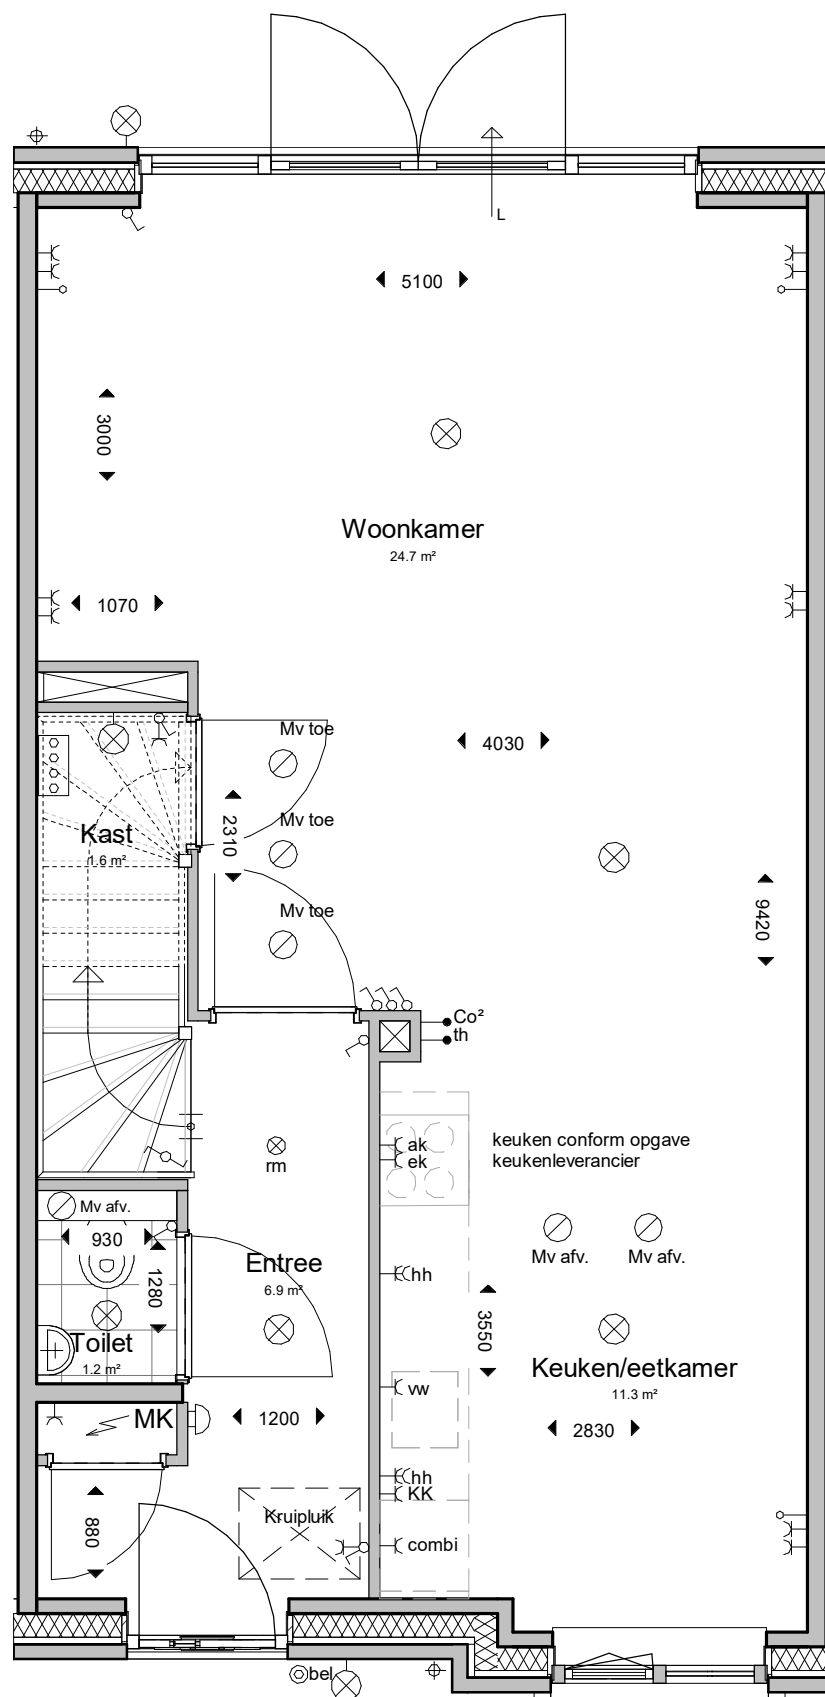 L
5100
3000
Woonkamer
24.7 m²
1070
Mv toe
4030
2310
Mv toe
Kast
1.6 m²
9420
Mv toe
Co²
th
ak
ek
keuken conform opgave
keukenleverancier
rm
Mv afv.
930
1280
Entree
6.9 m²
Mv afv.
Mv afv.
hh
3550
Toilet
1.2 m²
Keuken/eetkamer
11.3 m²
vw
MK
1200
2830
hh
KK
Kruipluik
880
combi
bel